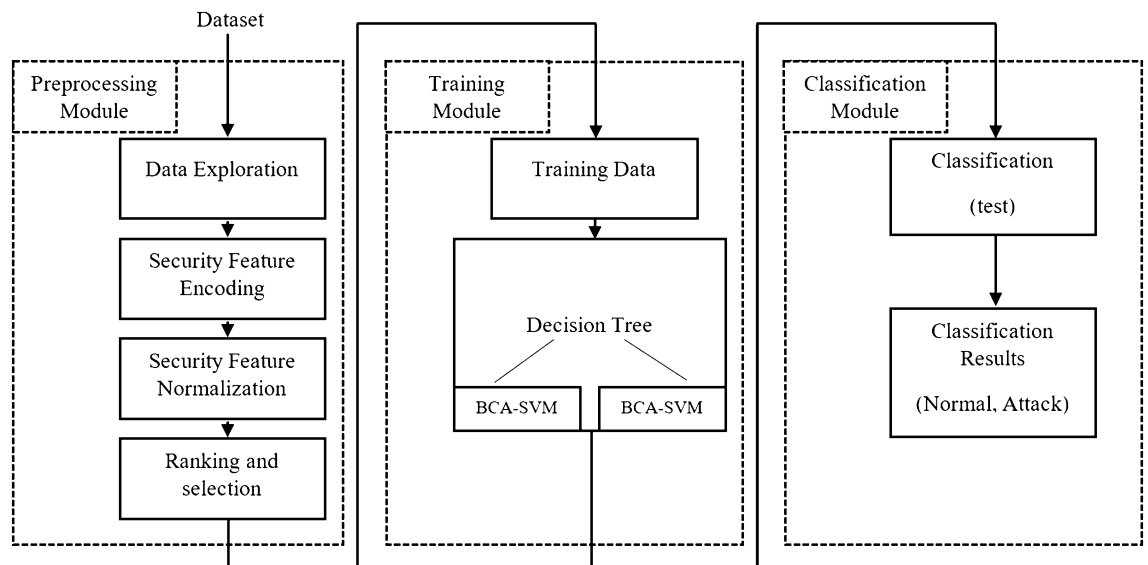 Dataset
Preprocessing
Module
Data Exploration
Security Feature
Encoding
Security Feature
Normalization
Ranking and
selection
Training
Module
Training Data
Decision Tree
BCA-SVM
BCA-SVM
Classification
Module
Classification
(test)
Classification
Results
(Normal, Attack)